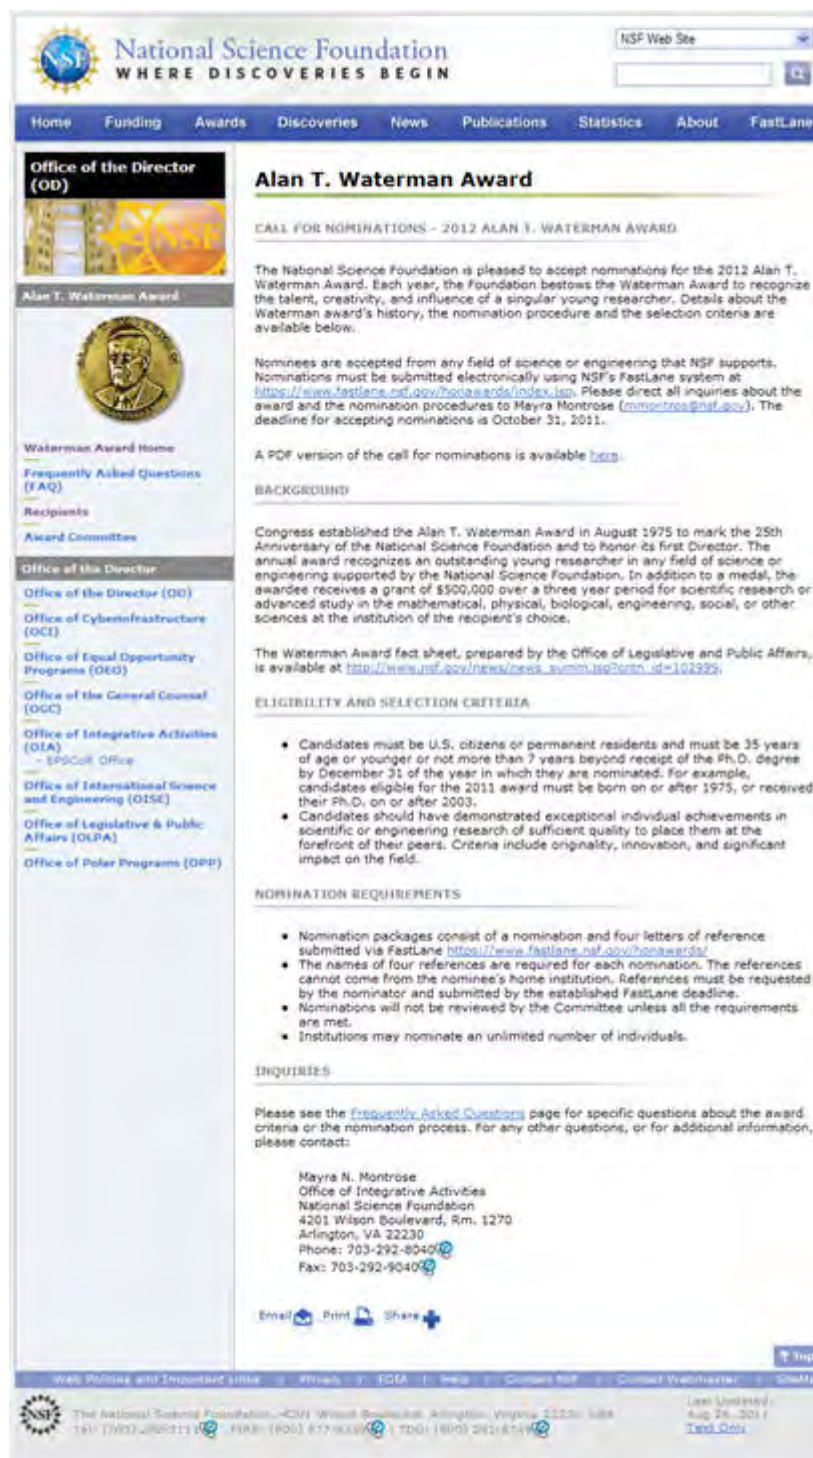 National Science Foundation
WHERE DISCOVERIES BEGIN
NSF Web Site
Home Funding Awards Discoveries News Publications Statistics About FastLane
Office of the Director
(OD)
NSF
Alan T. Waterman Award
Waterman Award Home
Frequently Asked Questions
(FAQ)
Recipients
Award Committee
Office of the Director
Office of the Director (OD)
Office of Cyberinfrastructure
(OCI)
Office of Equal Opportunity
Programs (OEO)
Office of the General Counsel
(OGC)
Office of Integrative Activities
(OIA)
- EPSCoR Office
Office of International Science
and Engineering (OISE)
Office of Legislative & Public
Affairs (OLPA)
Office of Polar Programs (OPP)
Alan T. Waterman Award
CALL FOR NOMINATIONS - 2012 ALAN T. WATERMAN AWARD
The National Science Foundation is pleased to accept nominations for the 2012 Alan T.
Waterman Award. Each year, the Foundation bestows the Waterman Award to recognize
the talent, creativity, and influence of a singular young researcher. Details about the
Waterman award's history, the nomination procedure and the selection criteria are
available below.
Nominees are accepted from any field of science or engineering that NSF supports.
Nominations must be submitted electronically using NSF's FastLane system at
https://www.fastlane.nsf.gov/honawards/index.jsp. Please direct all inquiries about the
award and the nomination procedures to Mayra Montrose (mmontros@nsf.gov). The
deadline for accepting nominations is October 31, 2011.
A PDF version of the call for nominations is available here.
BACKGROUND
Congress established the Alan T. Waterman Award in August 1975 to mark the 25th
Anniversary of the National Science Foundation and to honor its first Director. The
annual award recognizes an outstanding young researcher in any field of science or
engineering supported by the National Science Foundation. In addition to a medal, the
awardee receives a grant of $500,000 over a three year period for scientific research or
advanced study in the mathematical, physical, biological, engineering, social, or other
sciences at the institution of the recipient's choice.
The Waterman Award fact sheet, prepared by the Office of Legislative and Public Affairs,
is available at http://www.nsf.gov/news/news_summ.jsp?cntn_id=102995.
ELIGIBILITY AND SELECTION CRITERIA
• Candidates must be U.S. citizens or permanent residents and must be 35 years
of age or younger or not more than 7 years beyond receipt of the Ph.D. degree
by December 31 of the year in which they are nominated. For example,
candidates eligible for the 2011 award must be born on or after 1975, or received
their Ph.D. on or after 2003.
• Candidates should have demonstrated exceptional individual achievements in
scientific or engineering research of sufficient quality to place them at the
forefront of their peers. Criteria include originality, innovation, and significant
impact on the field.
NOMINATION REQUIREMENTS
• Nomination packages consist of a nomination and four letters of reference
submitted via FastLane https://www.fastlane.nsf.gov/honawards/
• The names of four references are required for each nomination. The references
cannot come from the nominee's home institution. References must be requested
by the nominator and submitted by the established FastLane deadline.
• Nominations will not be reviewed by the Committee unless all the requirements
are met.
• Institutions may nominate an unlimited number of individuals.
INQUIRIES
Please see the Frequently Asked Questions page for specific questions about the award
criteria or the nomination process. For any other questions, or for additional information,
please contact:
Mayra N. Montrose
Office of Integrative Activities
National Science Foundation
4201 Wilson Boulevard, Rm. 1270
Arlington, VA 22230
Phone: 703-292-8040
Fax: 703-292-9040
Email Print Share
Top
Web Policies and Important Links | Privacy | FOIA | Help | Contact NSF | Contact Webmaster | SiteMap
NSF
The National Science Foundation, 4201 Wilson Boulevard, Arlington, Virginia 22230, USA
Last Updated:
Aug 26, 2011
Text Only